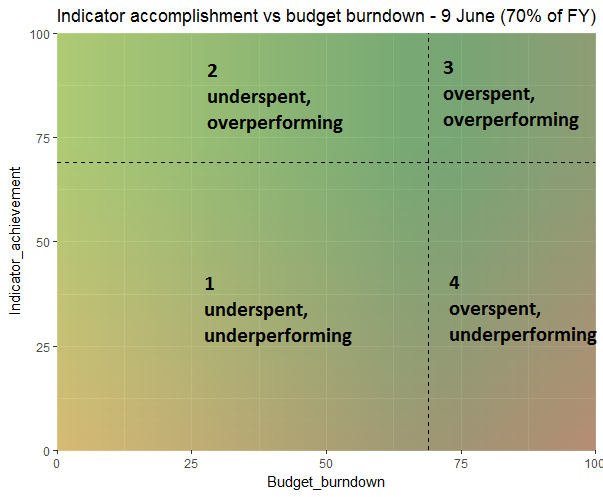 Indicator accomplishment vs budget burndown - 9 June (70% of FY)
100
75
50
25
0
Indicator_achievement
2
underspent,
overperforming
3
overspent,
overperforming
1
underspent,
underperforming
4
overspent,
underperforming
0
25
50
75
100
Budget_burndown